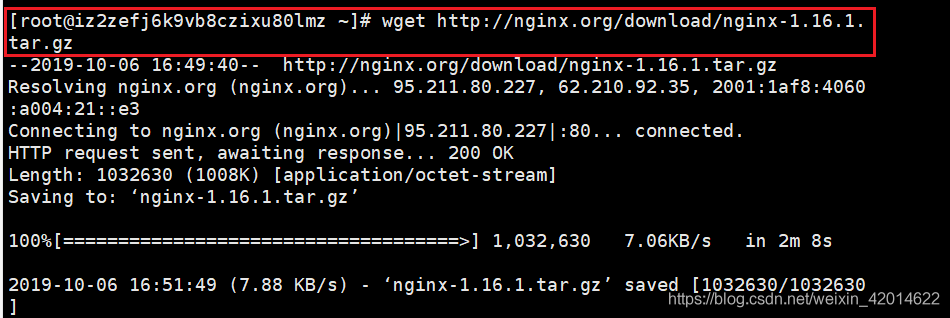 [root@iz2zefj6k9vb8czixu80lmz ~]# wget http://nginx.org/download/nginx-1.16.1.
tar.gz
--2019-10-06 16:49:40--  http://nginx.org/download/nginx-1.16.1.tar.gz
Resolving nginx.org (nginx.org)... 95.211.80.227, 62.210.92.35, 2001:1af8:4060
:a004:21::e3
Connecting to nginx.org (nginx.org)|95.211.80.227|:80... connected.
HTTP request sent, awaiting response... 200 OK
Length: 1032630 (1008K) [application/octet-stream]
Saving to: ‘nginx-1.16.1.tar.gz’
100%[====================================>] 1,032,630   7.06KB/s   in 2m 8s
2019-10-06 16:51:49 (7.88 KB/s) - ‘nginx-1.16.1.tar.gz’ saved [1032630/1032630
]
https://blog.csdn.net/weixin_42014622